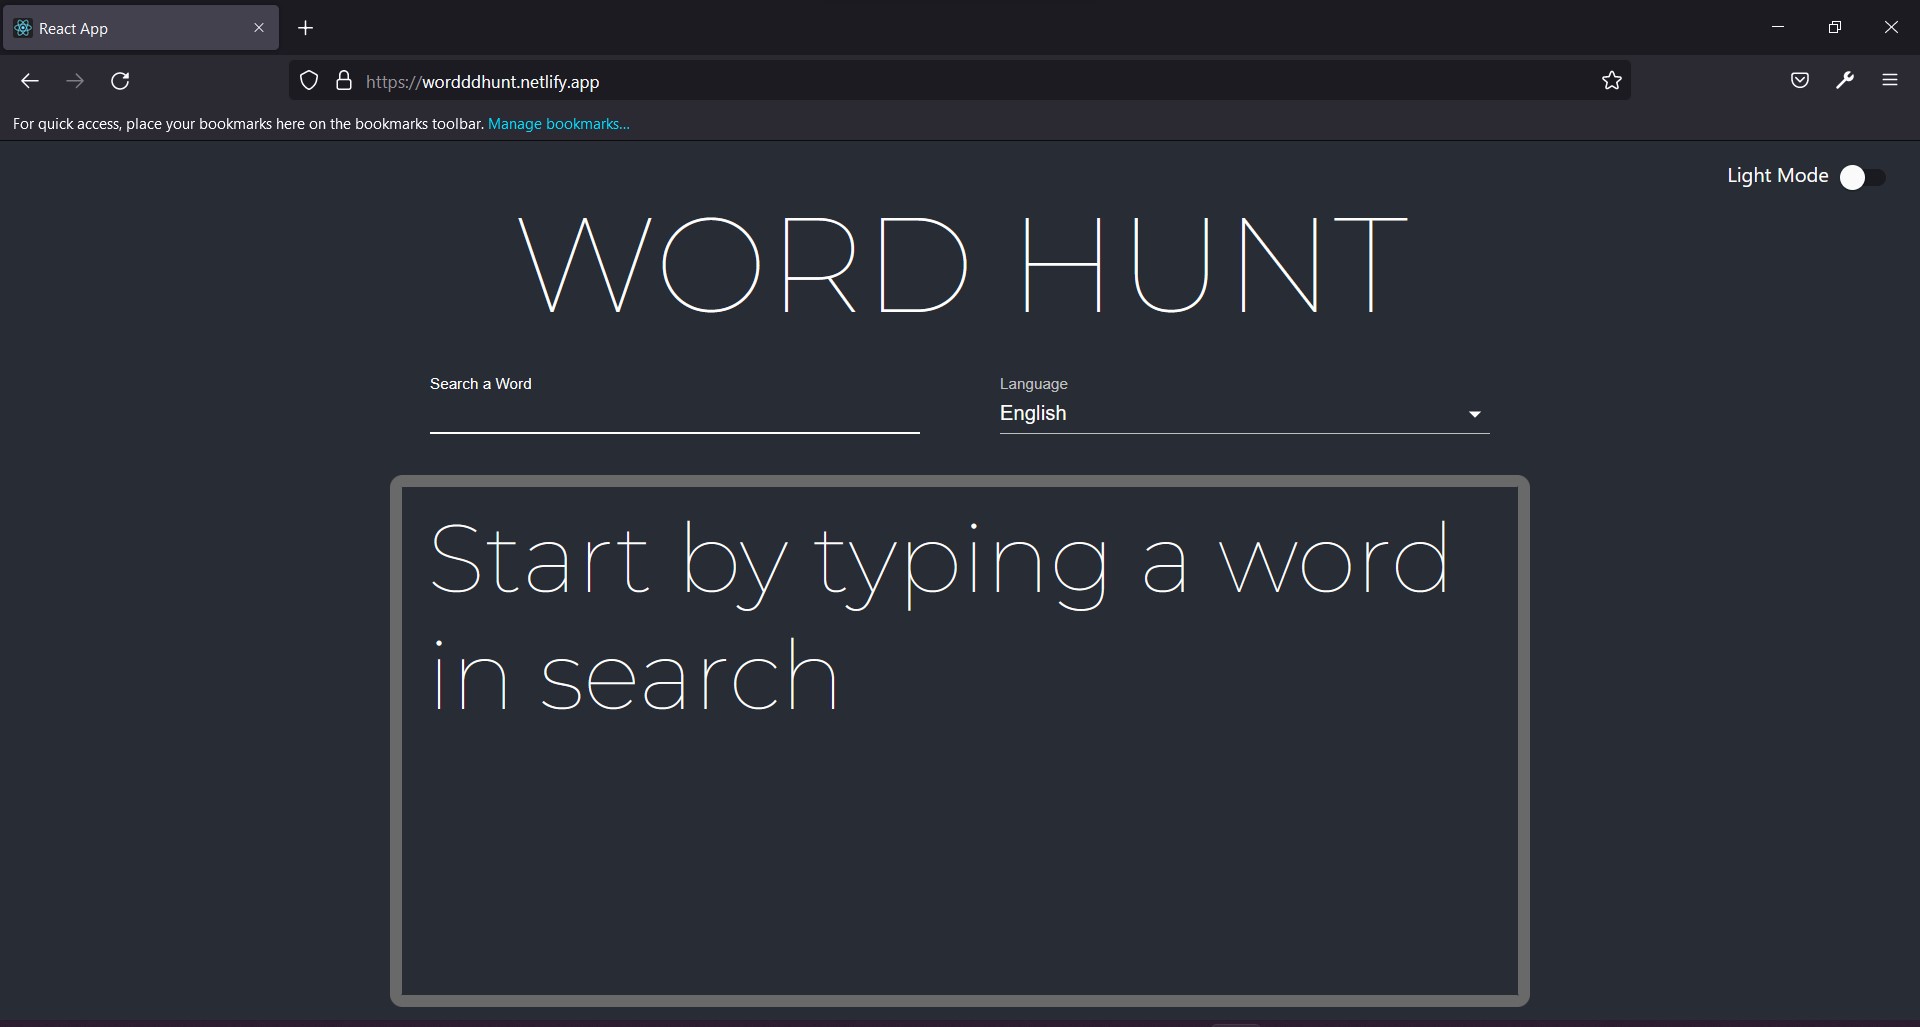 React App
https://wordddhunt.netlify.app
For quick access, place your bookmarks here on the bookmarks toolbar. Manage bookmarks...
Light Mode
WORD HUNT
Search a Word
Language
English
Start by typing a word
in search